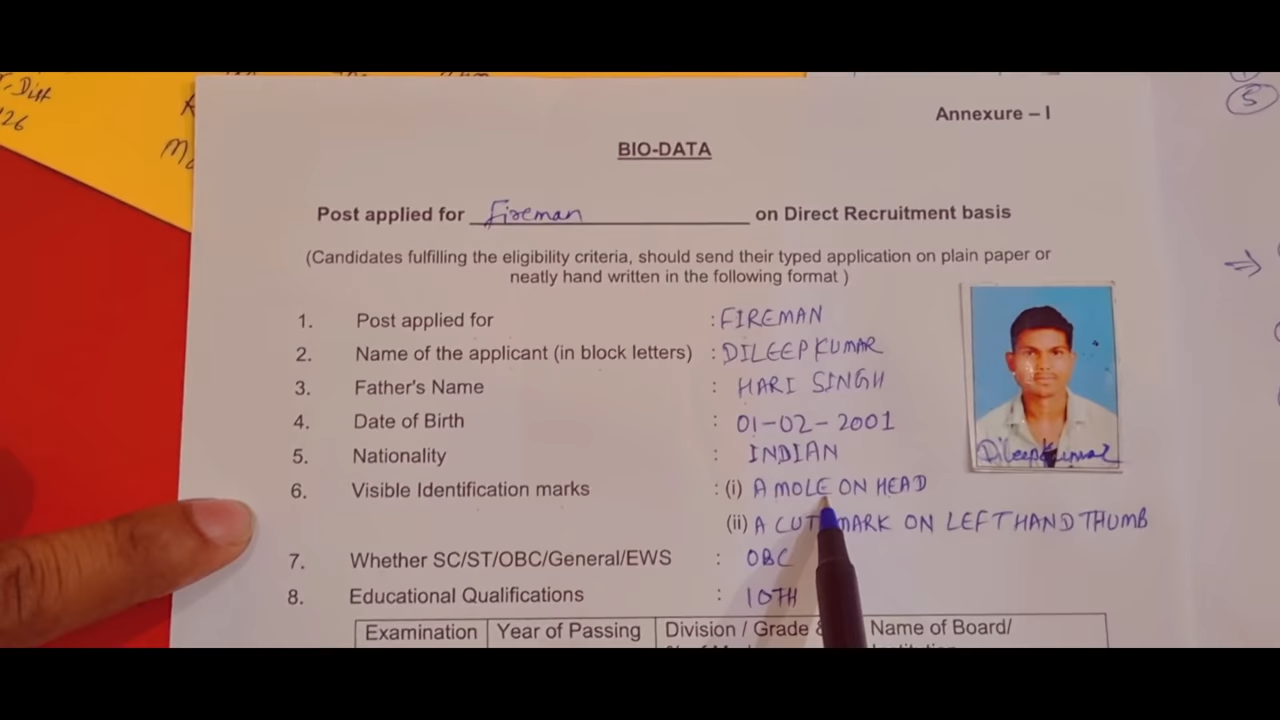 Dist
26
5
Annexure – I
BIO-DATA
Post applied for Fireman on Direct Recruitment basis
(Candidates fulfilling the eligibility criteria, should send their typed application on plain paper or
neatly hand written in the following format )
1. Post applied for : FIREMAN
2. Name of the applicant (in block letters) : DILEEP KUMAR
3. Father's Name : HARI SINGH
4. Date of Birth : 01-02-2001
5. Nationality : INDIAN
Dileep Kumar
6. Visible Identification marks : (i) A MOLE ON HEAD
(ii) A CUT MARK ON LEFT HAND THUMB
7. Whether SC/ST/OBC/General/EWS : OBC
8. Educational Qualifications : 10TH
Examination Year of Passing Division / Grade & Name of Board/